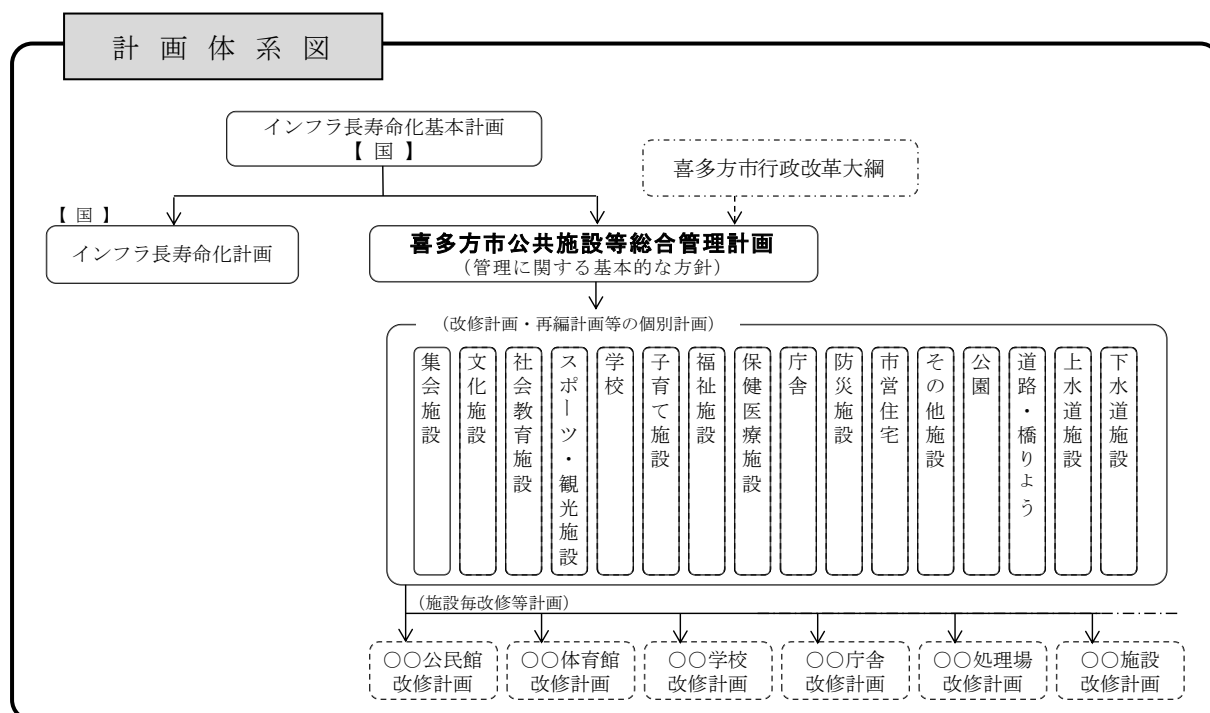 計画体系図
インフラ長寿命化基本計画
【 国 】
喜多方市行政改革大綱
【 国 】
インフラ長寿命化計画
喜多方市公共施設等総合管理計画
(管理に関する基本的な方針)
(改修計画・再編計画等の個別計画)
集会施設
文化施設
社会教育施設
スポーツ・観光施設
学校
子育て施設
福祉施設
保健医療施設
庁舎
防災施設
市営住宅
その他施設
公園
道路・橋りょう
上水道施設
下水道施設
(施設毎改修等計画)
○○公民館
改修計画
○○体育館
改修計画
○○学校
改修計画
○○庁舎
改修計画
○○処理場
改修計画
○○施設
改修計画